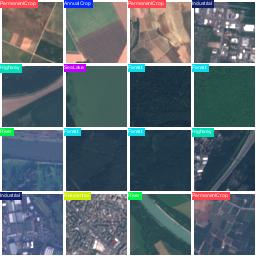 PermanentCrop
AnnualCrop
PermanentCrop
Industrial
Highway
SeaLake
Forest
Forest
River
Forest
Forest
Highway
Industrial
Residential
River
PermanentCrop